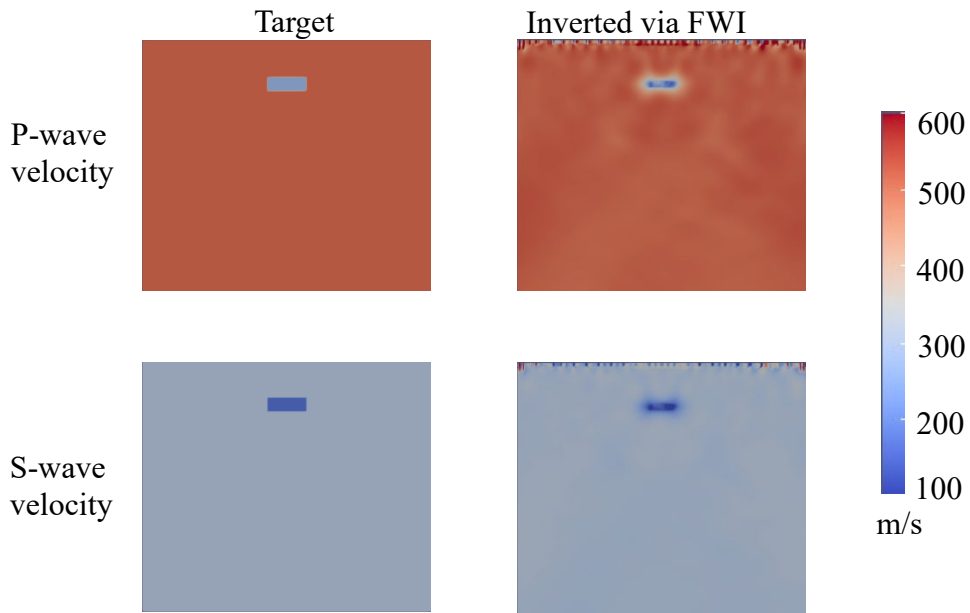 Target
Inverted via FWI
P-wave
velocity
S-wave
velocity
600
500
400
300
200
100
m/s